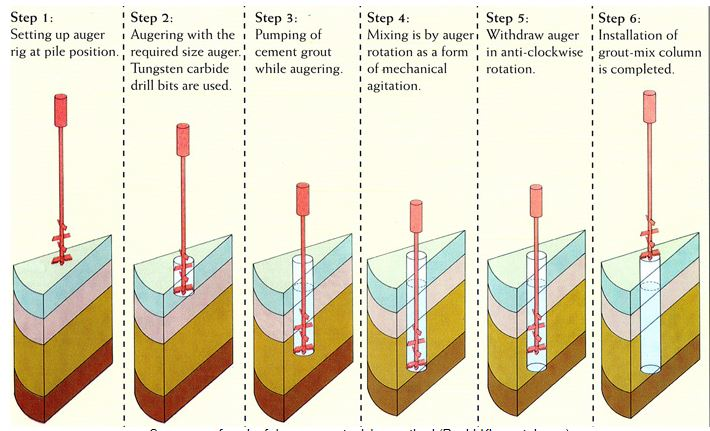 Step 1:
Setting up auger
rig at pile position.
Step 2:
Augering with the
required size auger.
Tungsten carbide
drill bits are used.
Step 3:
Pumping of
cement grout
while augering.
Step 4:
Mixing is by auger
rotation as a form
of mechanical
agitation.
Step 5:
Withdraw auger
in anti-clockwise
rotation.
Step 6:
Installation of
grout-mix column
is completed.